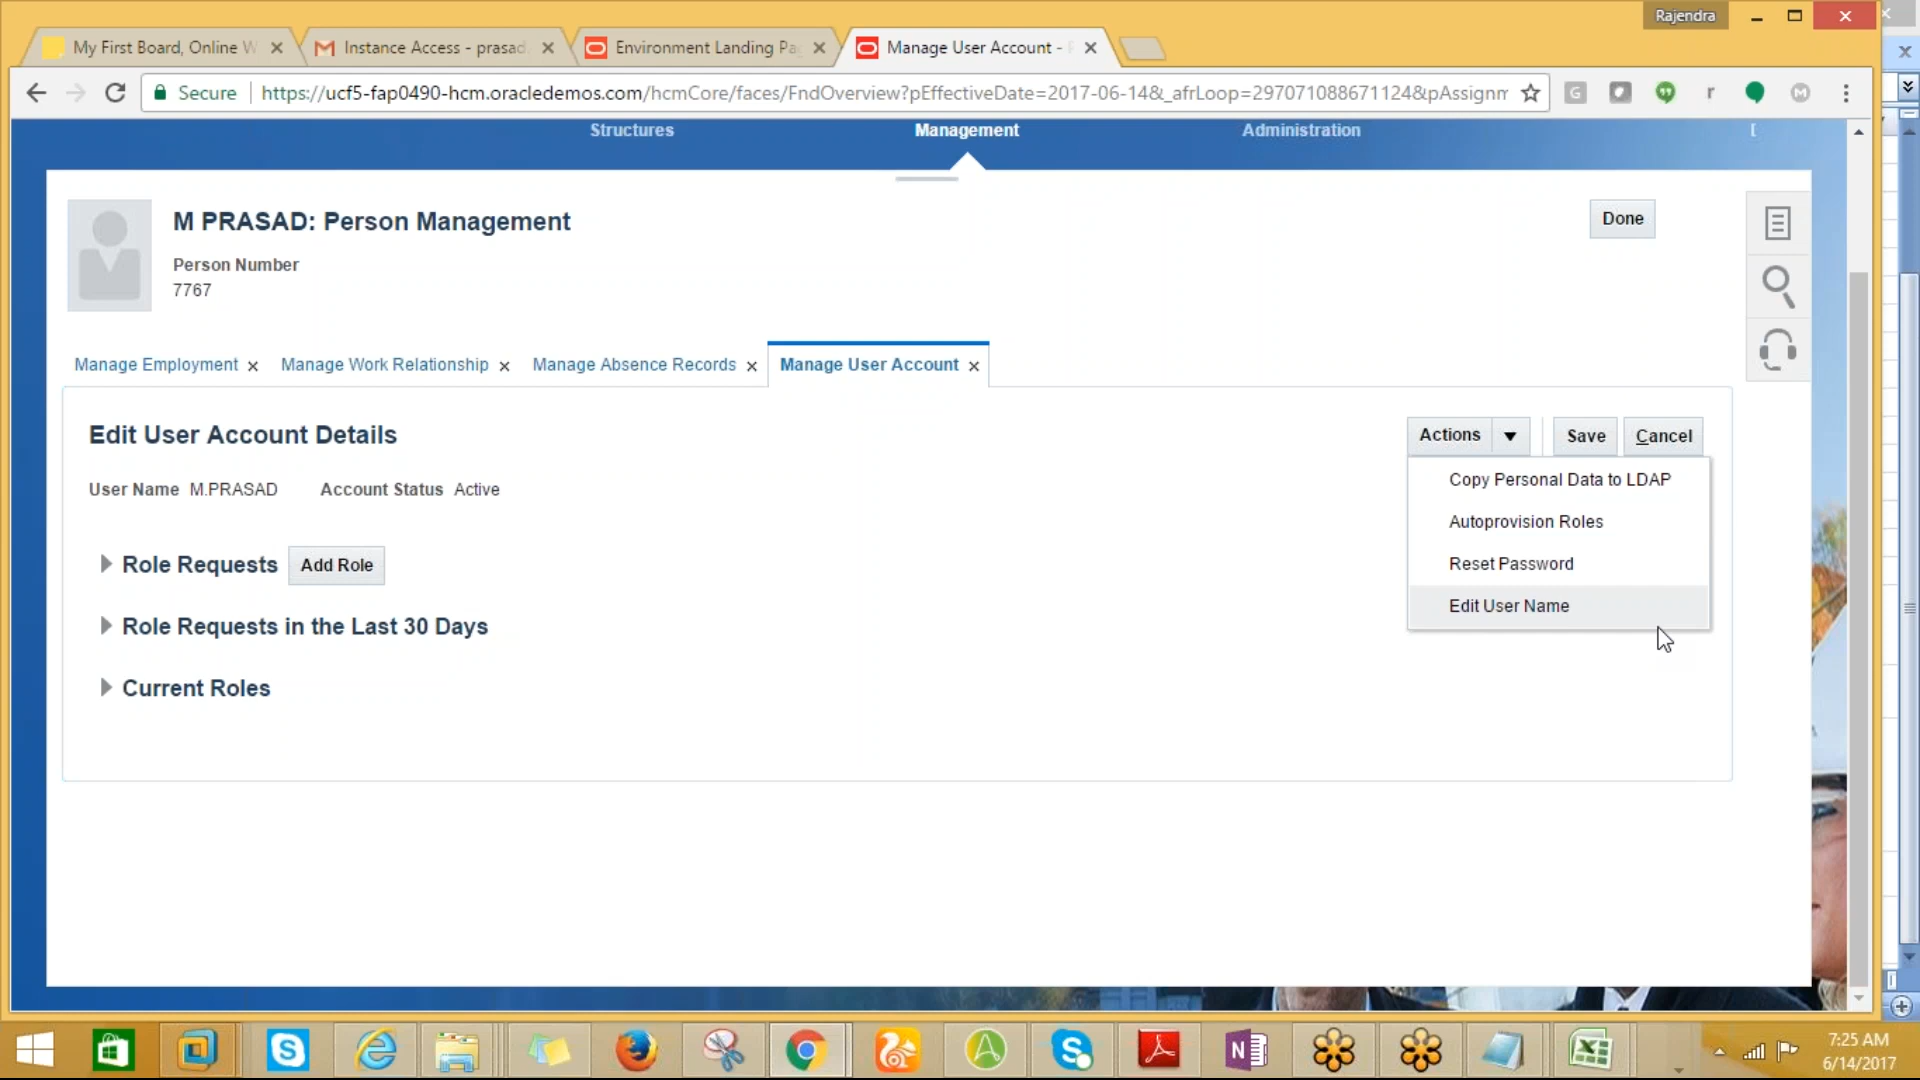 Rajendra
My First Board, Online W
Instance Access - prasad
Environment Landing Pa
Manage User Account -
Secure https://ucf5-fap0490-hcm.oracledemos.com/hcmCore/faces/FndOverview?pEffectiveDate=2017-06-14&_afrLoop=2970710886711248&pAssignm
Structures Management Administration
M PRASAD: Person Management
Done
Person Number
7767
Manage Employment
Manage Work Relationship
Manage Absence Records
Manage User Account
Edit User Account Details
Actions Save Cancel
User Name M.PRASAD Account Status Active
Copy Personal Data to LDAP
Autoprovision Roles
Reset Password
Edit User Name
Role Requests Add Role
Role Requests in the Last 30 Days
Current Roles
7:25 AM
6/14/2017